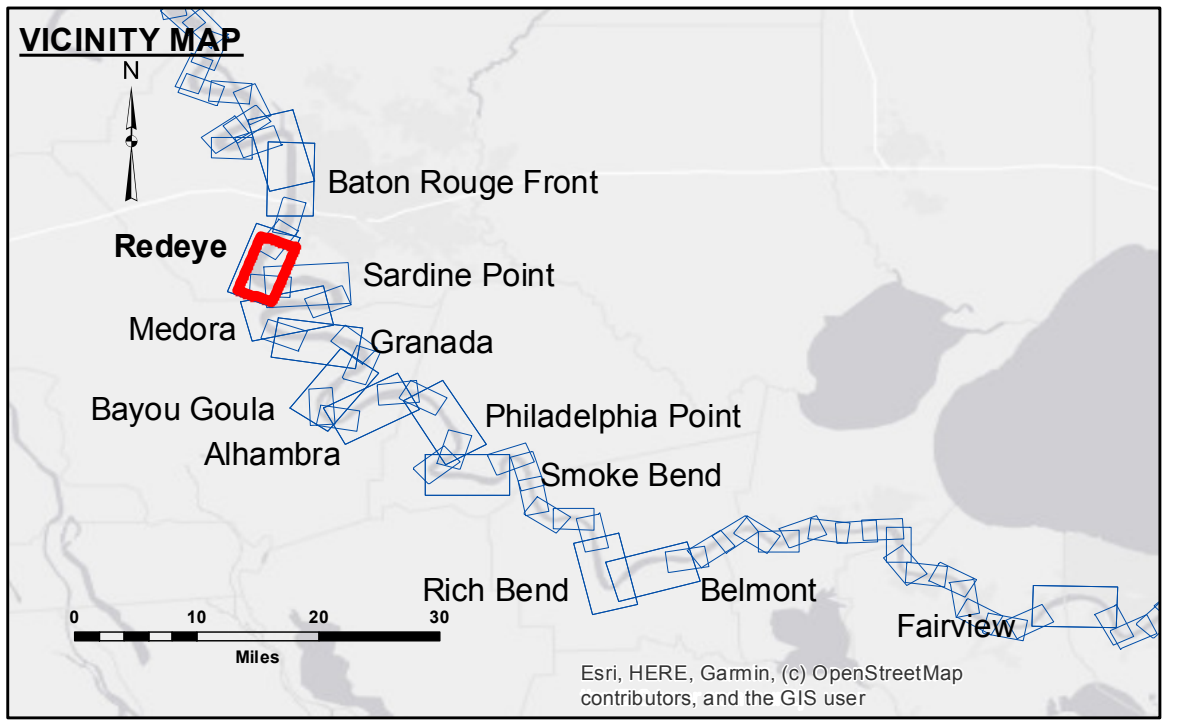 VICINITY MAP
N
Baton Rouge Front
Redeye
Sardine Point
Medora
Granada
Bayou Goula
Philadelphia Point
Alhambra
Smoke Bend
Rich Bend
Belmont
Fairview
0 10 20 30
Miles
Esri, HERE, Garmin, (c) OpenStreetMap
contributors, and the GIS user